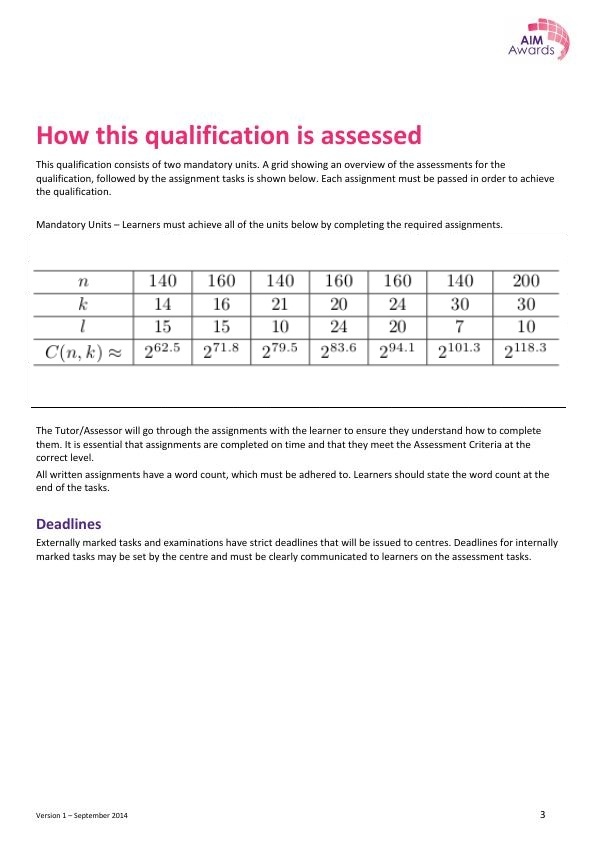 AIM
Awards
How this qualification is assessed
This qualification consists of two mandatory units. A grid showing an overview of the assessments for the
qualification, followed by the assignment tasks is shown below. Each assignment must be passed in order to achieve
the qualification.
Mandatory Units – Learners must achieve all of the units below by completing the required assignments.
n 140 160 140 160 160 140 200
k 14 16 21 20 24 30 30
l 15 15 10 24 20 7 10
C(n, k) ≈ 2^62.5 2^71.8 2^79.5 2^83.6 2^94.1 2^101.3 2^118.3
The Tutor/Assessor will go through the assignments with the learner to ensure they understand how to complete
them. It is essential that assignments are completed on time and that they meet the Assessment Criteria at the
correct level.
All written assignments have a word count, which must be adhered to. Learners should state the word count at the
end of the tasks.
Deadlines
Externally marked tasks and examinations have strict deadlines that will be issued to centres. Deadlines for internally
marked tasks may be set by the centre and must be clearly communicated to learners on the assessment tasks.
Version 1 – September 2014 3